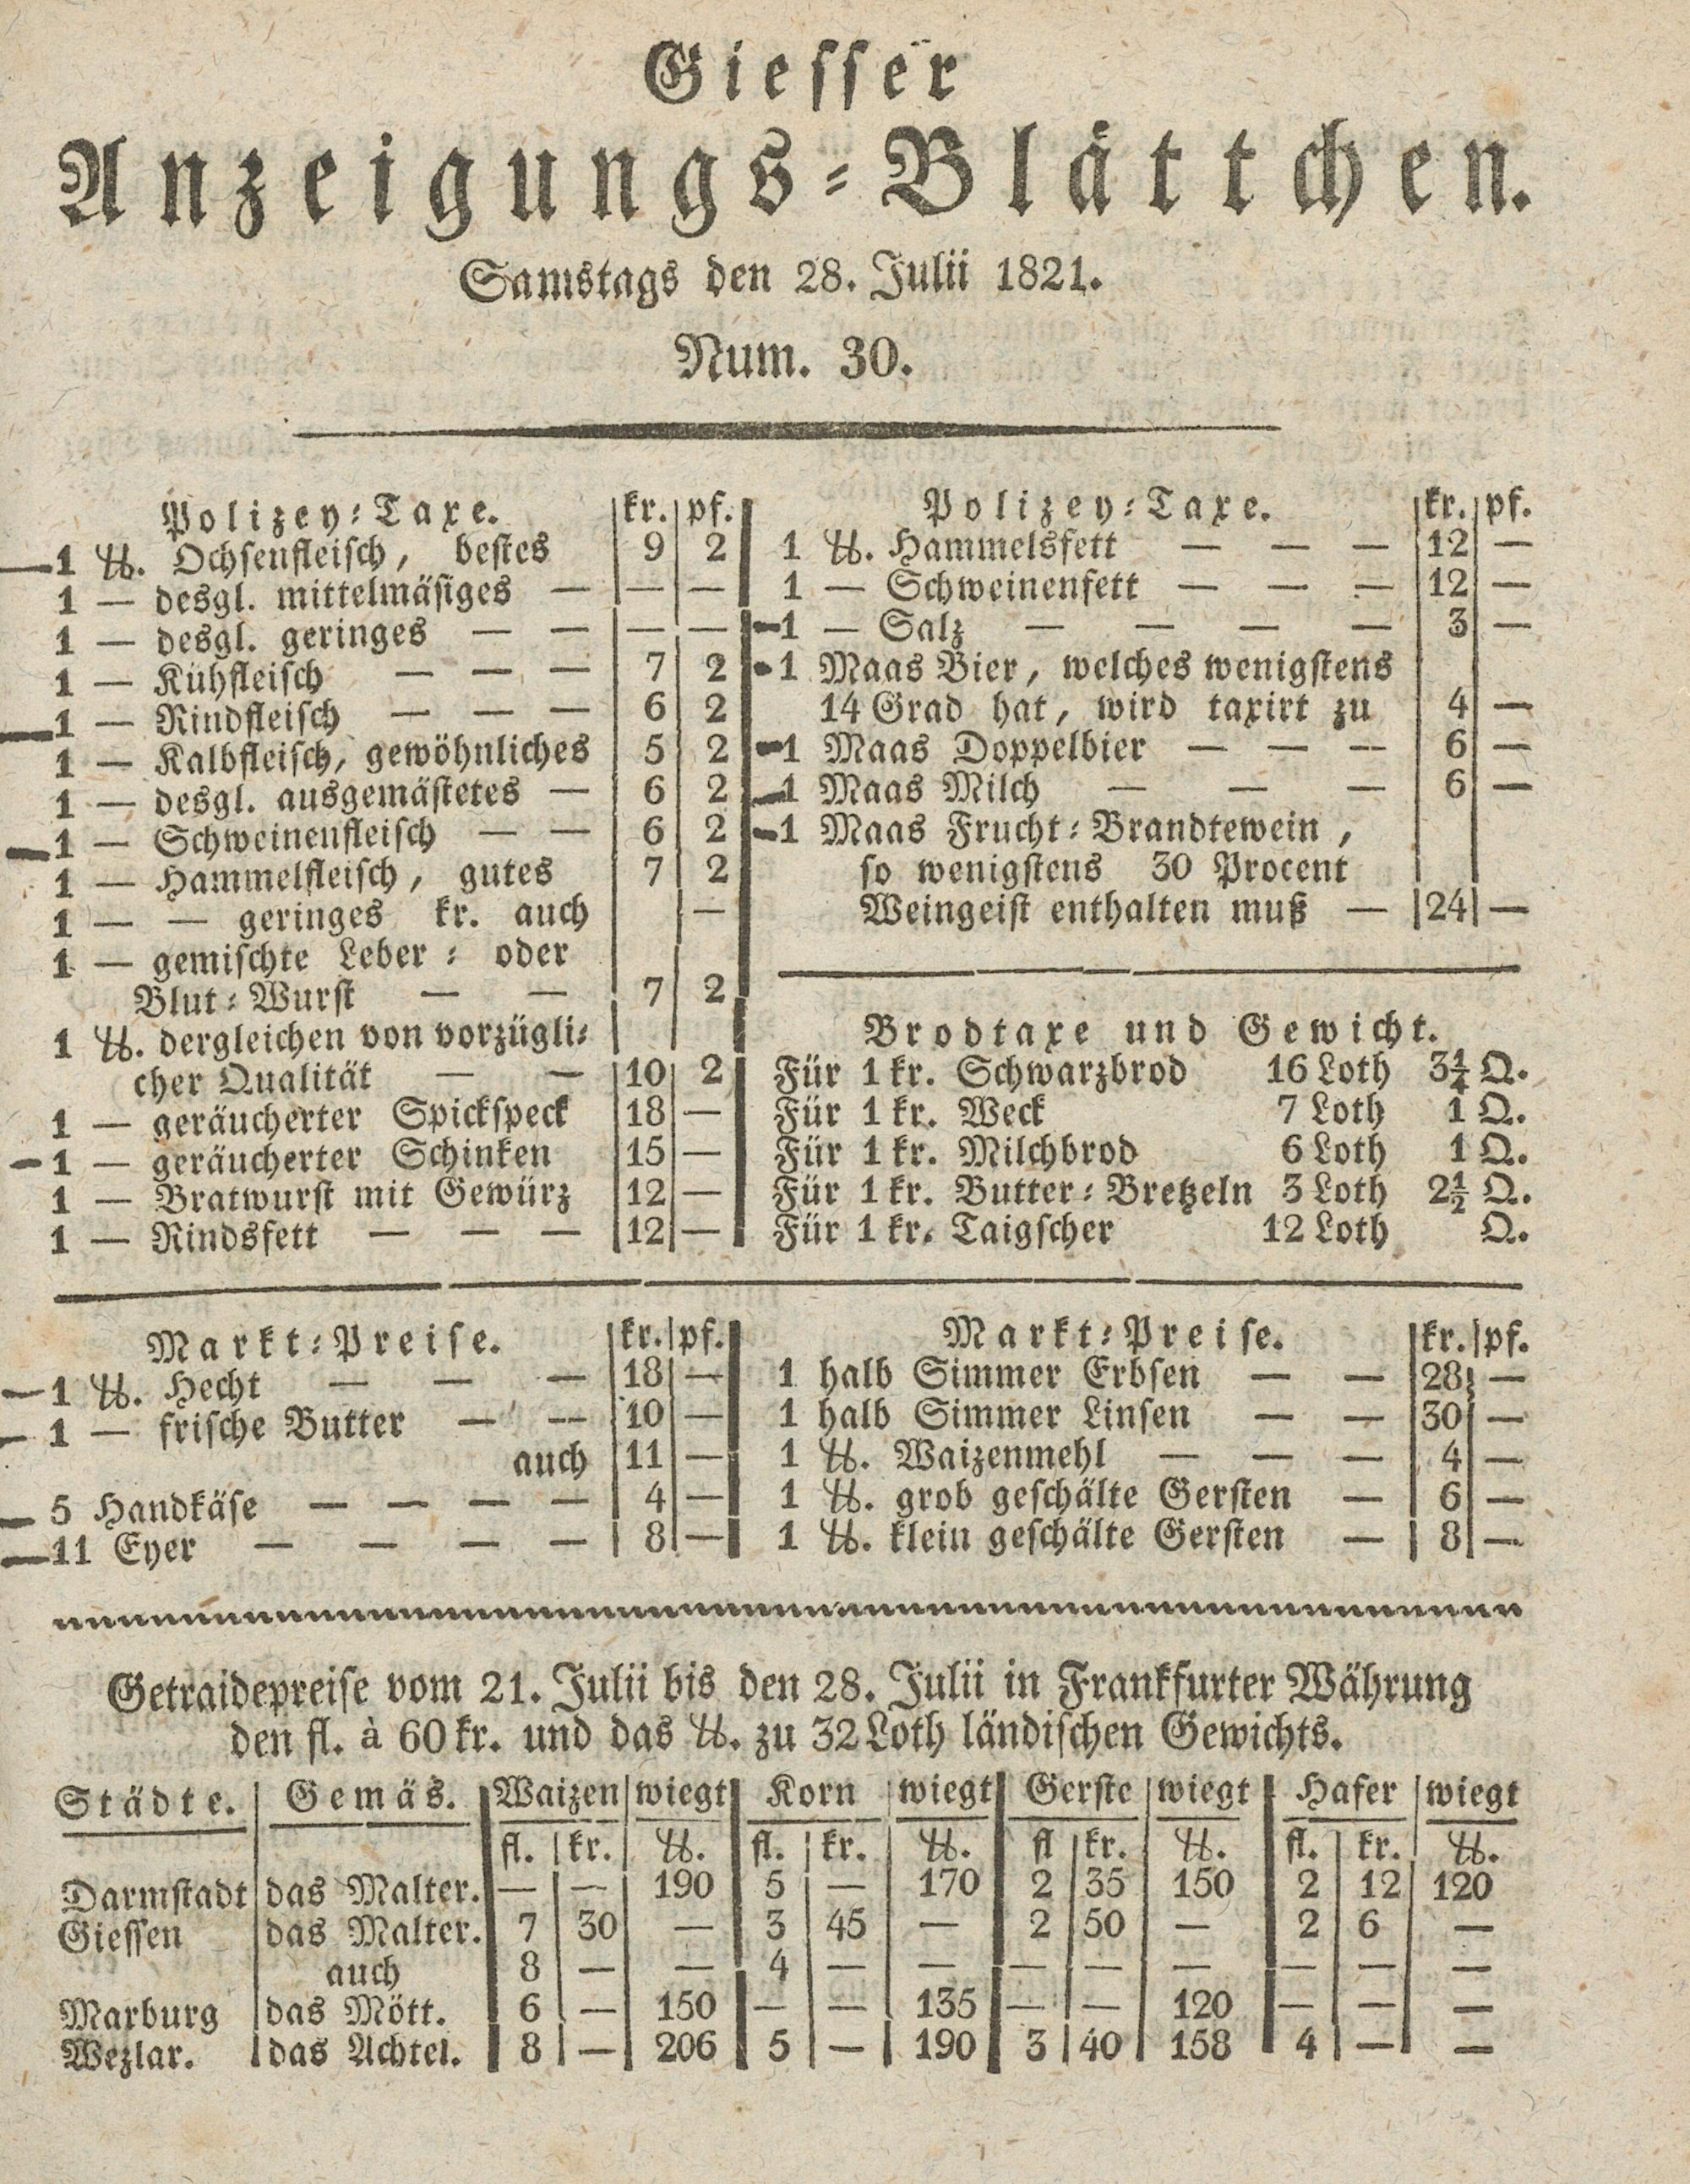 Giesser
Anzeigungs-Blättchen.
Samstags den 28. Julii 1821.
Num. 30.
Polizey-Taxe. kr. pf.
1 ℔. Ochsenfleisch, bestes 9 2
1 — desgl. mittelmäsiges — — —
1 — desgl. geringes — — — —
1 — Kühfleisch — — — 7 2
1 — Rindfleisch — — — 6 2
1 — Kalbfleisch, gewöhnliches 5 2
1 — desgl. ausgemästetes — 6 2
1 — Schweinenfleisch — — 6 2
1 — Hammelfleisch, gutes 7 2
1 — — geringes kr. auch —
1 — gemischte Leber- oder
Blut-Wurst — — 7 2
1 ℔. dergleichen von vorzügli-
cher Qualität — — 10 2
1 — geräucherter Spickspeck 18 —
1 — geräucherter Schinken 15 —
1 — Bratwurst mit Gewürz 12 —
1 — Rindsfett — — — 12 —
Polizey-Taxe. kr. pf.
1 ℔. Hammelsfett — — — 12 —
1 — Schweinenfett — — — 12 —
1 — Salz — — — — 3 —
1 Maas Bier, welches wenigstens
14 Grad hat, wird taxirt zu 4 —
1 Maas Doppelbier — — — 6 —
1 Maas Milch — — — 6 —
1 Maas Frucht-Brandtewein,
so wenigstens 30 Procent
Weingeist enthalten muß — 24 —
Brodtaxe und Gewicht.
Für 1 kr. Schwarzbrod 16 Loth 3¼ Q.
Für 1 kr. Weck 7 Loth 1 Q.
Für 1 kr. Milchbrod 6 Loth 1 Q.
Für 1 kr. Butter-Bretzeln 3 Loth 2½ Q.
Für 1 kr. Taigscher 12 Loth Q.
Markt-Preise. kr. pf.
1 ℔. Hecht — — — 18 —
1 — frische Butter — — 10 —
auch 11 —
5 Handkäse — — — — 4 —
11 Eyer — — — — 8 —
Markt-Preise. kr. pf.
1 halb Simmer Erbsen — — 28 —
1 halb Simmer Linsen — — 30 —
1 ℔. Waizenmehl — — — 4 —
1 ℔. grob geschälte Gersten — 6 —
1 ℔. klein geschälte Gersten — 8 —
Getraidepreise vom 21. Julii bis den 28. Julii in Frankfurter Währung
den fl. à 60 kr. und das ℔. zu 32 Loth ländischen Gewichts.
Städte. Gemäs. Waizen wiegt Korn wiegt Gerste wiegt Hafer wiegt
fl. kr. ℔. fl. kr. ℔. fl kr. ℔. fl. kr. ℔.
Darmstadt das Malter. — — 190 5 — 170 2 35 150 2 12 120
Giessen das Malter. 7 30 — 3 45 — 2 50 — 2 6 —
auch 8 — — 4 — — — — — — — —
Marburg das Mött. 6 — 150 — — 135 — — 120 — — —
Wezlar. das Achtel. 8 — 206 5 — 190 3 40 158 4 — —